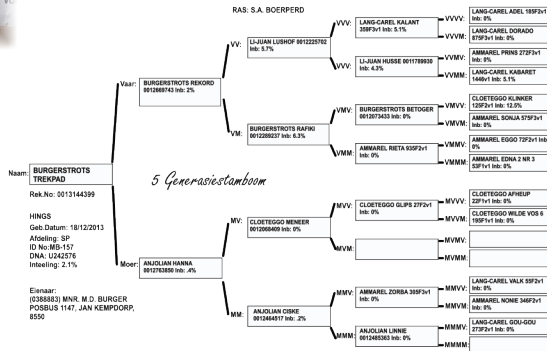 RAS: S.A. BOERPERD
VVVV: LANG-CAREL ADEL 185F2v1
Inb: 0%
VVV: LANG-CAREL KALANT
359F3v1 Inb: 5.1%
VVVM: LANG-CAREL DORADO
875F3v1 Inb: 0%
VV: LI-JUAN LUSHOF 0012225702
Inb: 5.7%
VVMV: AMMAREL PRINS 272F3v1
Inb: 0%
VVV: LI-JUAN HUSSE 0011789930
Inb: 4.3%
VVMM: LANG-CAREL KABARET
1446v1 Inb: 5.1%
Vaar: BURGERSTROTS REKORD
0012669743 Inb: 2%
VMVV: CLOETEGGO KLINKER
125F2v1 Inb: 12.5%
VMV: BURGERSTROTS BETOGER
0012073433 Inb: 0%
VMVM: AMMAREL SONJA 575F3v1
Inb: 0%
VM: BURGERSTROTS RAFIKI
0012289237 Inb: 6.3%
VMMV: AMMAREL EGGO 72F2v1 Inb
0%
VMM: AMMAREL RIETA 935F2v1
Inb: 0%
VMMM: AMMAREL EDNA 2 NR 3
53F1v1 Inb: 0%
Naam: BURGERSTROTS
TREKPAD
5 Generasiestamboom
Rek.No: 0013144399
HINGS
Geb.Datum: 18/12/2013
Afdeling: SP
ID No:MB-157
DNA: U242576
Inteeling: 2.1%
Eienaar:
(0388883) MNR. M.D. BURGER
POSBUS 1147, JAN KEMPDORP,
8550
MVVV: CLOETEGGO AFHEUP
22F1v1 Inb: 0%
MVV: CLOETEGGO GLIPS 27F2v1
Inb: 0%
MVVM: CLOETEGGO WILDE VOS 6
195F1v1 Inb: 0%
MV: CLOETEGGO MENEER
0012068409 Inb: 0%
MVMV:
MVM:
MVMM:
Moer: ANJOLIAN HANNA
0012763850 Inb: .4%
MMVV: LANG-CAREL VALK 55F2v1
Inb: 0%
MMV: AMMAREL ZORBA 305F3v1
Inb: 0%
MMVM: AMMAREL NONIE 346F2v1
Inb: 0%
MM: ANJOLIAN CISKE
0012464517 Inb: .2%
MMMV: LANG-CAREL GOU-GOU
273F2v1 Inb: 0%
MMM: ANJOLIAN LINNIE
0012485363 Inb: 0%
MMMM: